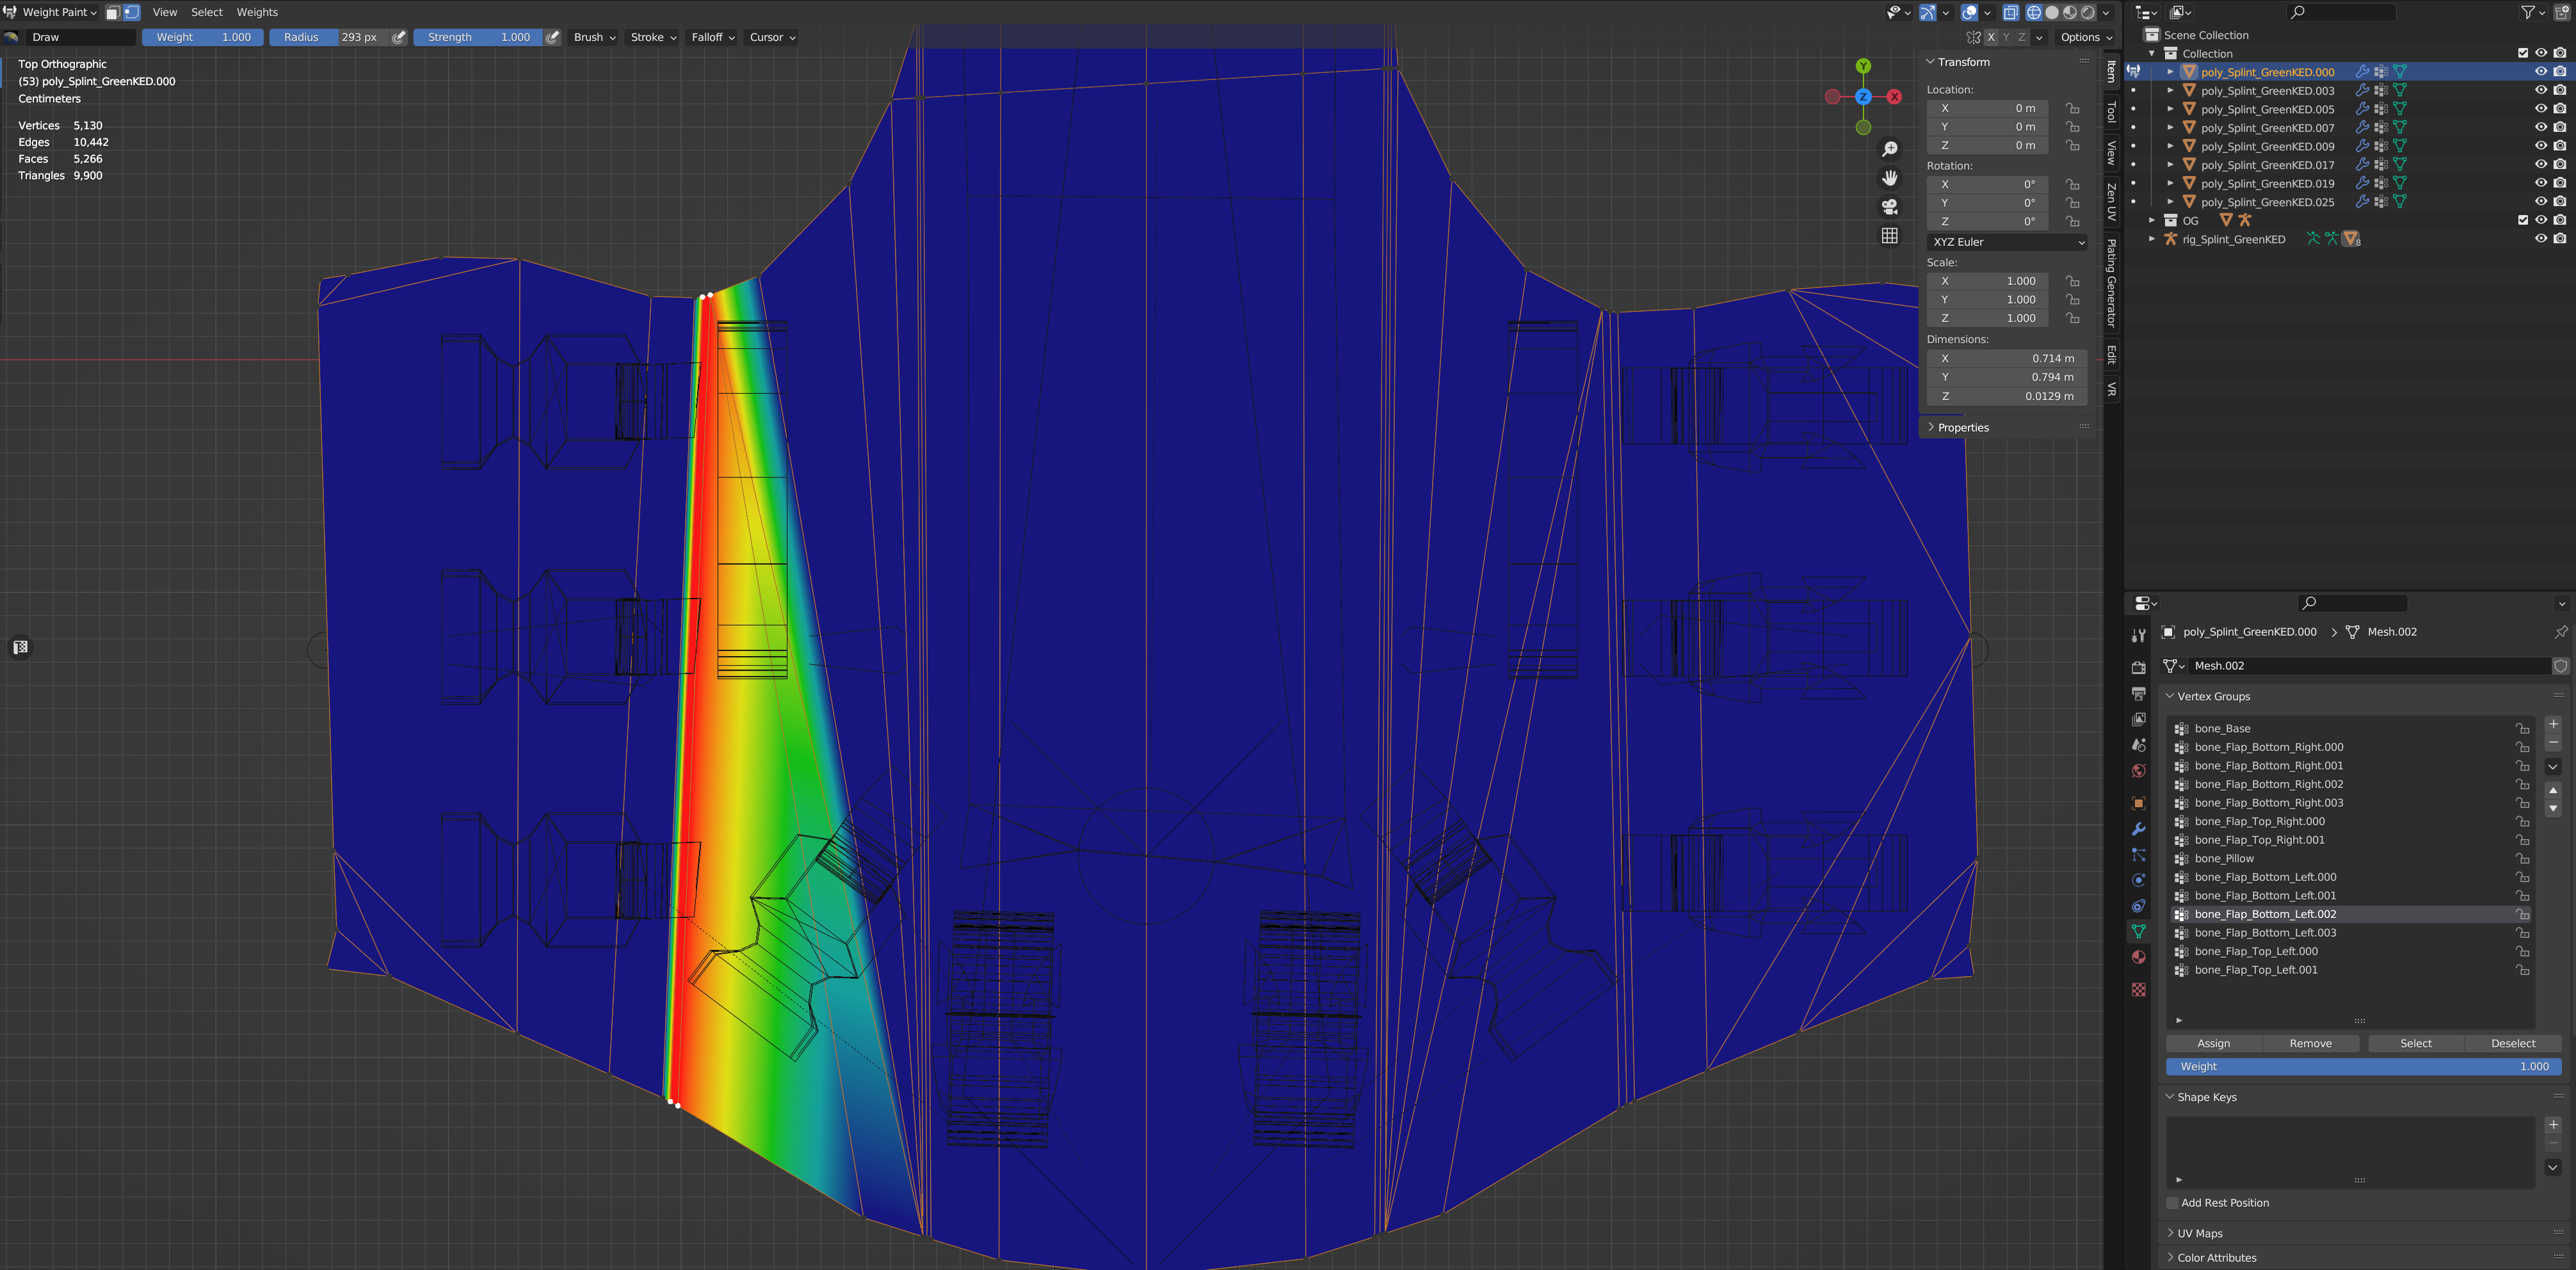 Weight Paint View Select Weights
Draw Weight 1.000 Radius 293 px Strength 1.000 Brush Stroke Falloff Cursor X Y Z Options
Top Orthographic
(53) poly_Splint_GreenKED.000
Centimeters
Vertices 5,130
Edges 10,442
Faces 5,266
Triangles 9,900
Y
Z X
Transform
Location:
X 0 m
Y 0 m
Z 0 m
Rotation:
X 0°
Y 0°
Z 0°
XYZ Euler
Scale:
X 1.000
Y 1.000
Z 1.000
Dimensions:
X 0.714 m
Y 0.794 m
Z 0.0129 m
Properties
Item
Tool
View
Zen UV
Plating Generator
Edit
VR
Scene Collection
Collection
poly_Splint_GreenKED.000
poly_Splint_GreenKED.003
poly_Splint_GreenKED.005
poly_Splint_GreenKED.007
poly_Splint_GreenKED.009
poly_Splint_GreenKED.017
poly_Splint_GreenKED.019
poly_Splint_GreenKED.025
OG
rig_Splint_GreenKED 8
poly_Splint_GreenKED.000 Mesh.002
Mesh.002
Vertex Groups
bone_Base
bone_Flap_Bottom_Right.000
bone_Flap_Bottom_Right.001
bone_Flap_Bottom_Right.002
bone_Flap_Bottom_Right.003
bone_Flap_Top_Right.000
bone_Flap_Top_Right.001
bone_Pillow
bone_Flap_Bottom_Left.000
bone_Flap_Bottom_Left.001
bone_Flap_Bottom_Left.002
bone_Flap_Bottom_Left.003
bone_Flap_Top_Left.000
bone_Flap_Top_Left.001
Assign Remove Select Deselect
Weight 1.000
Shape Keys
Add Rest Position
UV Maps
Color Attributes